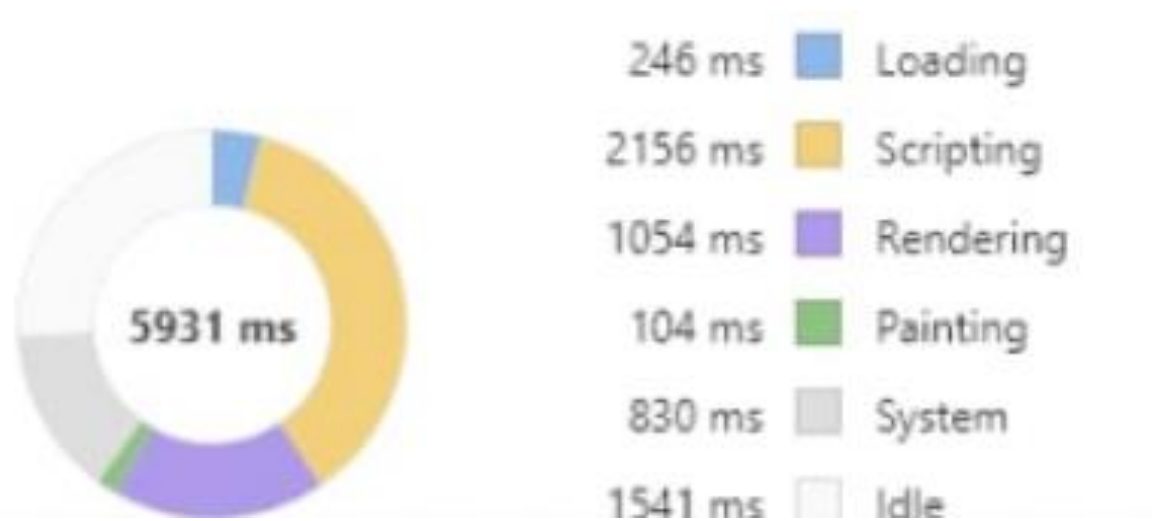 246 ms Loading
2156 ms Scripting
1054 ms Rendering
5931 ms
104 ms Painting
830 ms System
1541 ms Idle